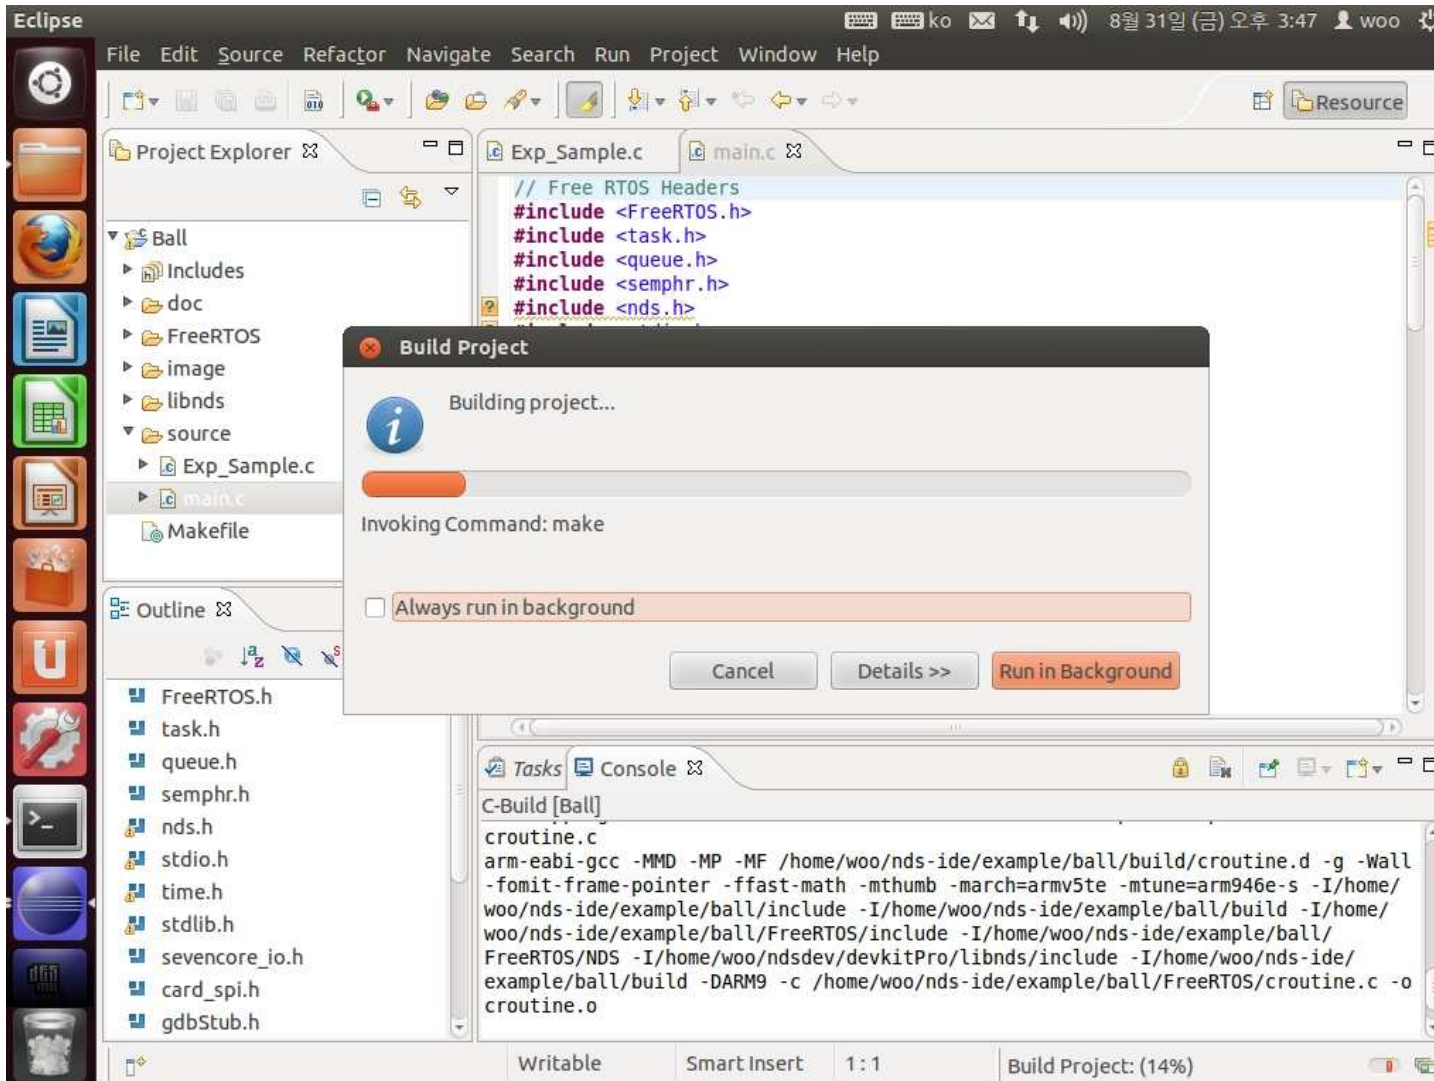 Eclipse
ko 8월 31일 (금) 오후 3:47 woo
File Edit Source Refactor Navigate Search Run Project Window Help
010
Resource
Project Explorer
Exp_Sample.c main.c
// Free RTOS Headers
#include <FreeRTOS.h>
#include <task.h>
#include <queue.h>
#include <semphr.h>
#include <nds.h>
Ball
Includes
doc
FreeRTOS
image
libnds
source
Exp_Sample.c
main.c
Makefile
Build Project
Building project...
Invoking Command: make
Always run in background
Cancel Details >> Run in Background
Outline
FreeRTOS.h
task.h
queue.h
semphr.h
nds.h
stdio.h
time.h
stdlib.h
sevencore_io.h
card_spi.h
gdbStub.h
Tasks Console
C-Build [Ball]
croutine.c
arm-eabi-gcc -MMD -MP -MF /home/woo/nds-ide/example/ball/build/croutine.d -g -Wall
-fomit-frame-pointer -ffast-math -mthumb -march=armv5te -mtune=arm946e-s -I/home/
woo/nds-ide/example/ball/include -I/home/woo/nds-ide/example/ball/build -I/home/
woo/nds-ide/example/ball/FreeRTOS/include -I/home/woo/nds-ide/example/ball/
FreeRTOS/NDS -I/home/woo/ndsdev/devkitPro/libnds/include -I/home/woo/nds-ide/
example/ball/build -DARM9 -c /home/woo/nds-ide/example/ball/FreeRTOS/croutine.c -o
croutine.o
Writable Smart Insert 1 : 1 Build Project: (14%)